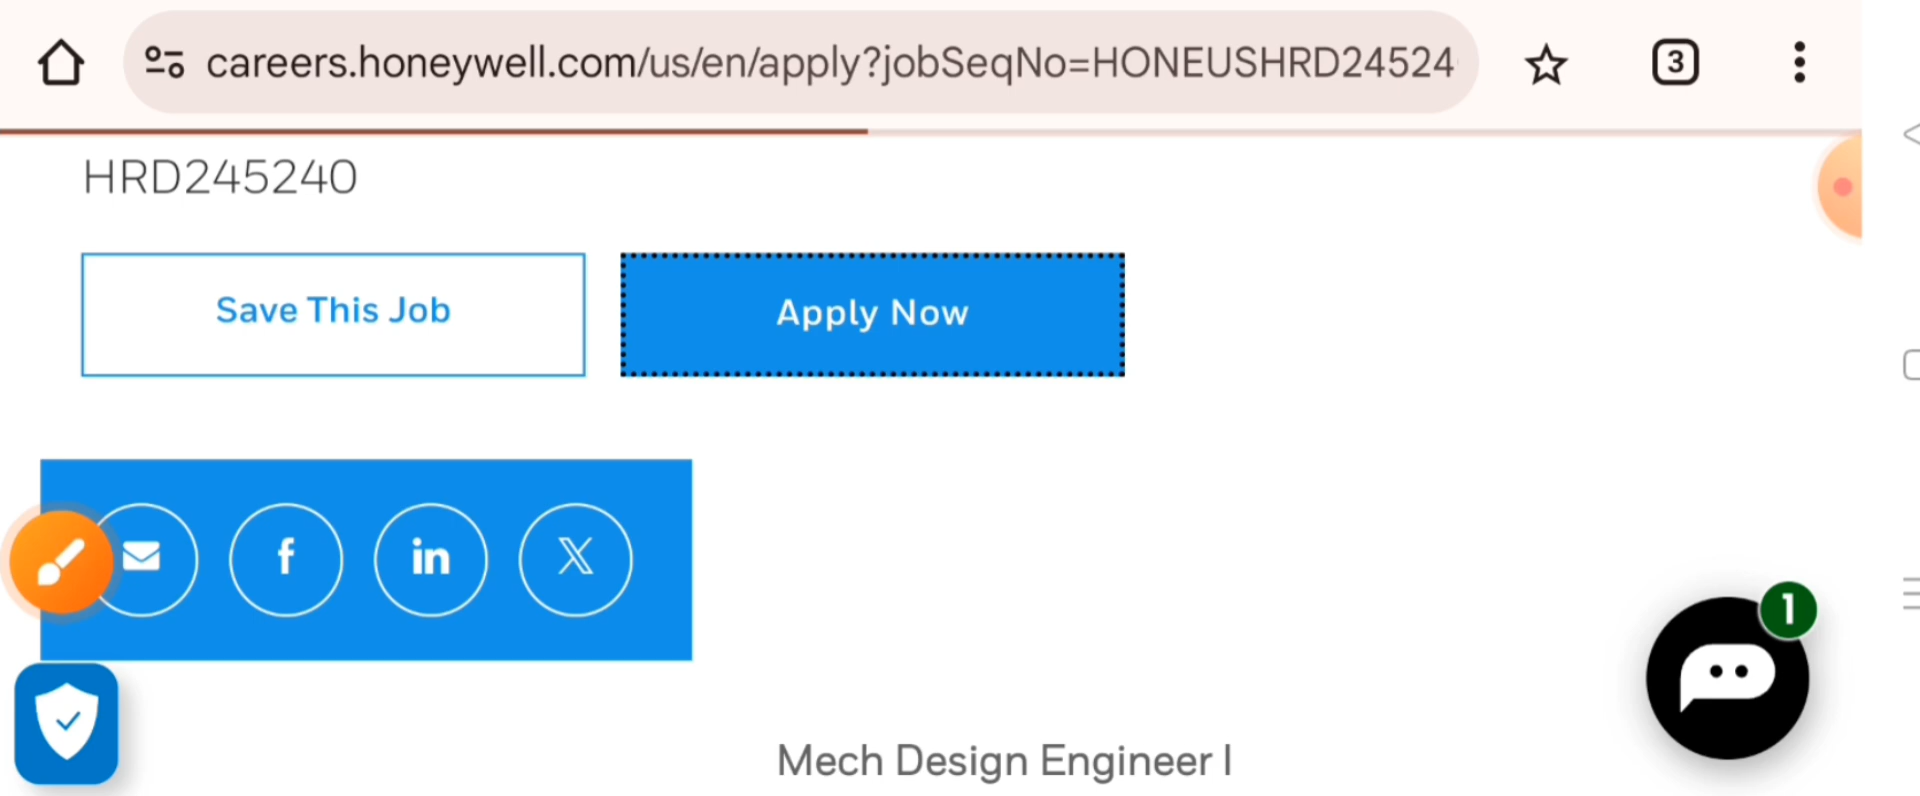 careers.honeywell.com/us/en/apply?jobSeqNo=HONEUSHRD24524
3
HRD245240
Save This Job
Apply Now
f
in
X
1
Mech Design Engineer I